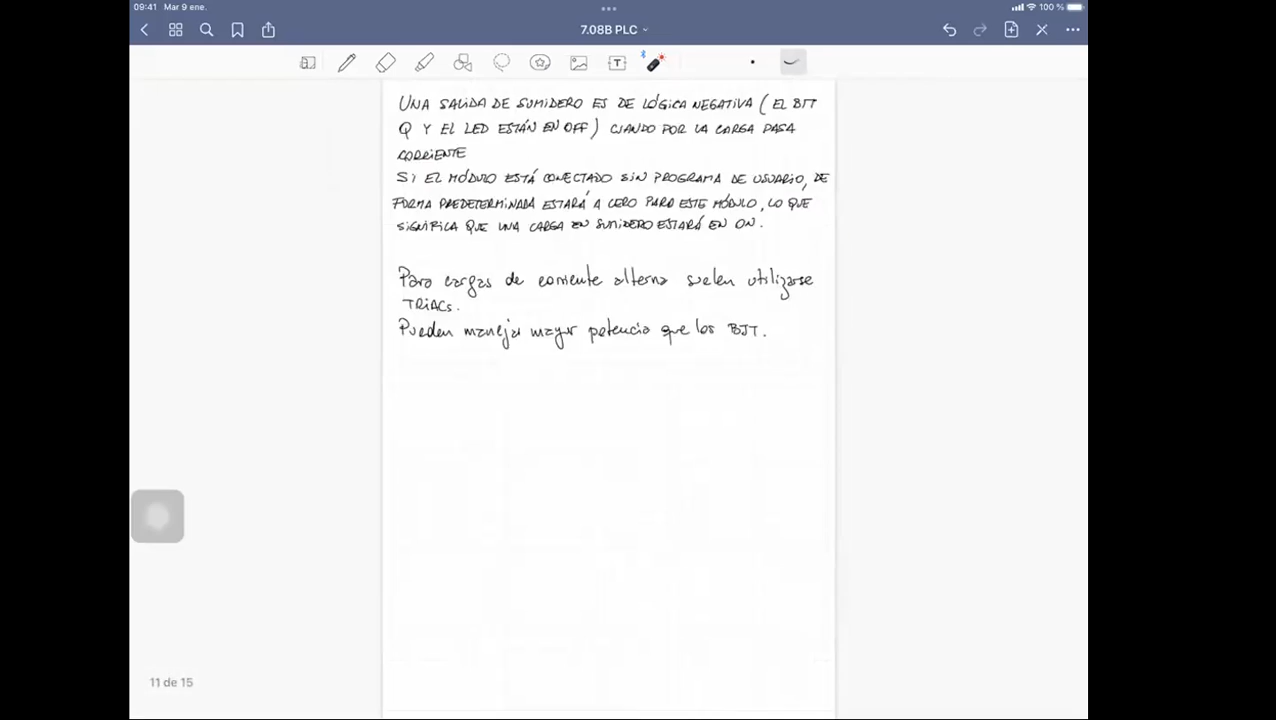 09:41 Mar 9 ene.
100 %
7.08B PLC
T
UNA SALIDA DE SUMIDERO ES DE LÓGICA NEGATIVA (EL BJT
Q Y EL LED ESTÁN EN OFF) CUANDO POR LA CARGA PASA
CORRIENTE
SI EL MÓDULO ESTÁ CONECTADO SIN PROGRAMA DE USUARIO, DE
FORMA PREDETERMINADA ESTARÁ A CERO PARA ESTE MÓDULO, LO QUE
SIGNIFICA QUE UNA CARGA EN SUMIDERO ESTARÁ EN ON.
Para cargas de corriente alterna suelen utilizarse
TRIACs.
Pueden manejar mayor potencia que los BJT.
11 de 15